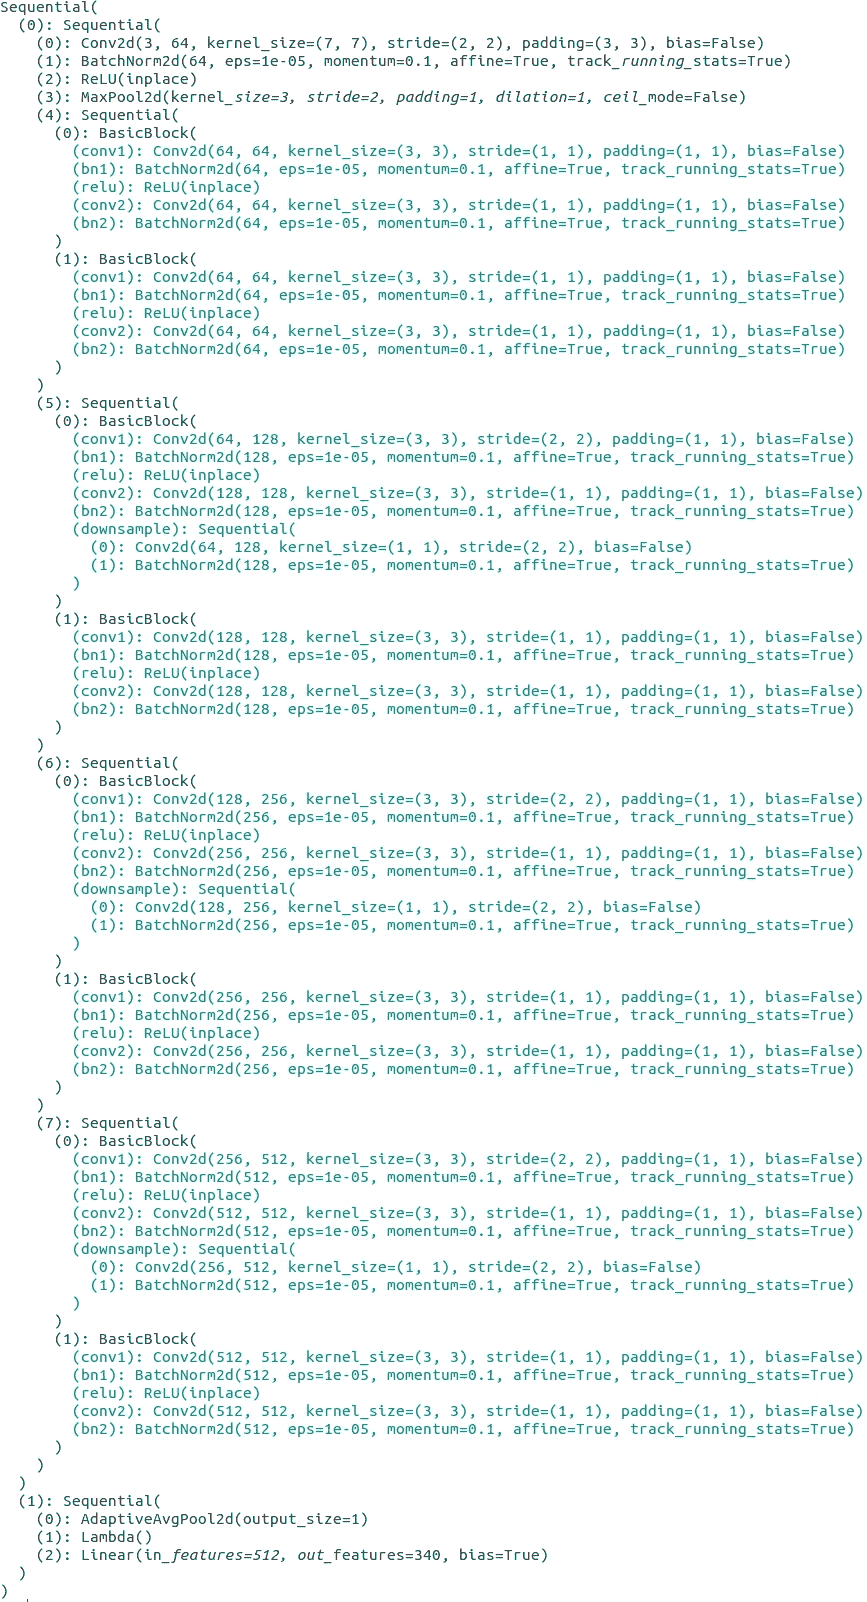 Sequential(
  (0): Sequential(
    (0): Conv2d(3, 64, kernel_size=(7, 7), stride=(2, 2), padding=(3, 3), bias=False)
    (1): BatchNorm2d(64, eps=1e-05, momentum=0.1, affine=True, track_running_stats=True)
    (2): ReLU(inplace)
    (3): MaxPool2d(kernel_size=3, stride=2, padding=1, dilation=1, ceil_mode=False)
    (4): Sequential(
      (0): BasicBlock(
        (conv1): Conv2d(64, 64, kernel_size=(3, 3), stride=(1, 1), padding=(1, 1), bias=False)
        (bn1): BatchNorm2d(64, eps=1e-05, momentum=0.1, affine=True, track_running_stats=True)
        (relu): ReLU(inplace)
        (conv2): Conv2d(64, 64, kernel_size=(3, 3), stride=(1, 1), padding=(1, 1), bias=False)
        (bn2): BatchNorm2d(64, eps=1e-05, momentum=0.1, affine=True, track_running_stats=True)
      )
      (1): BasicBlock(
        (conv1): Conv2d(64, 64, kernel_size=(3, 3), stride=(1, 1), padding=(1, 1), bias=False)
        (bn1): BatchNorm2d(64, eps=1e-05, momentum=0.1, affine=True, track_running_stats=True)
        (relu): ReLU(inplace)
        (conv2): Conv2d(64, 64, kernel_size=(3, 3), stride=(1, 1), padding=(1, 1), bias=False)
        (bn2): BatchNorm2d(64, eps=1e-05, momentum=0.1, affine=True, track_running_stats=True)
      )
    )
    (5): Sequential(
      (0): BasicBlock(
        (conv1): Conv2d(64, 128, kernel_size=(3, 3), stride=(2, 2), padding=(1, 1), bias=False)
        (bn1): BatchNorm2d(128, eps=1e-05, momentum=0.1, affine=True, track_running_stats=True)
        (relu): ReLU(inplace)
        (conv2): Conv2d(128, 128, kernel_size=(3, 3), stride=(1, 1), padding=(1, 1), bias=False)
        (bn2): BatchNorm2d(128, eps=1e-05, momentum=0.1, affine=True, track_running_stats=True)
        (downsample): Sequential(
          (0): Conv2d(64, 128, kernel_size=(1, 1), stride=(2, 2), bias=False)
          (1): BatchNorm2d(128, eps=1e-05, momentum=0.1, affine=True, track_running_stats=True)
        )
      )
      (1): BasicBlock(
        (conv1): Conv2d(128, 128, kernel_size=(3, 3), stride=(1, 1), padding=(1, 1), bias=False)
        (bn1): BatchNorm2d(128, eps=1e-05, momentum=0.1, affine=True, track_running_stats=True)
        (relu): ReLU(inplace)
        (conv2): Conv2d(128, 128, kernel_size=(3, 3), stride=(1, 1), padding=(1, 1), bias=False)
        (bn2): BatchNorm2d(128, eps=1e-05, momentum=0.1, affine=True, track_running_stats=True)
      )
    )
    (6): Sequential(
      (0): BasicBlock(
        (conv1): Conv2d(128, 256, kernel_size=(3, 3), stride=(2, 2), padding=(1, 1), bias=False)
        (bn1): BatchNorm2d(256, eps=1e-05, momentum=0.1, affine=True, track_running_stats=True)
        (relu): ReLU(inplace)
        (conv2): Conv2d(256, 256, kernel_size=(3, 3), stride=(1, 1), padding=(1, 1), bias=False)
        (bn2): BatchNorm2d(256, eps=1e-05, momentum=0.1, affine=True, track_running_stats=True)
        (downsample): Sequential(
          (0): Conv2d(128, 256, kernel_size=(1, 1), stride=(2, 2), bias=False)
          (1): BatchNorm2d(256, eps=1e-05, momentum=0.1, affine=True, track_running_stats=True)
        )
      )
      (1): BasicBlock(
        (conv1): Conv2d(256, 256, kernel_size=(3, 3), stride=(1, 1), padding=(1, 1), bias=False)
        (bn1): BatchNorm2d(256, eps=1e-05, momentum=0.1, affine=True, track_running_stats=True)
        (relu): ReLU(inplace)
        (conv2): Conv2d(256, 256, kernel_size=(3, 3), stride=(1, 1), padding=(1, 1), bias=False)
        (bn2): BatchNorm2d(256, eps=1e-05, momentum=0.1, affine=True, track_running_stats=True)
      )
    )
    (7): Sequential(
      (0): BasicBlock(
        (conv1): Conv2d(256, 512, kernel_size=(3, 3), stride=(2, 2), padding=(1, 1), bias=False)
        (bn1): BatchNorm2d(512, eps=1e-05, momentum=0.1, affine=True, track_running_stats=True)
        (relu): ReLU(inplace)
        (conv2): Conv2d(512, 512, kernel_size=(3, 3), stride=(1, 1), padding=(1, 1), bias=False)
        (bn2): BatchNorm2d(512, eps=1e-05, momentum=0.1, affine=True, track_running_stats=True)
        (downsample): Sequential(
          (0): Conv2d(256, 512, kernel_size=(1, 1), stride=(2, 2), bias=False)
          (1): BatchNorm2d(512, eps=1e-05, momentum=0.1, affine=True, track_running_stats=True)
        )
      )
      (1): BasicBlock(
        (conv1): Conv2d(512, 512, kernel_size=(3, 3), stride=(1, 1), padding=(1, 1), bias=False)
        (bn1): BatchNorm2d(512, eps=1e-05, momentum=0.1, affine=True, track_running_stats=True)
        (relu): ReLU(inplace)
        (conv2): Conv2d(512, 512, kernel_size=(3, 3), stride=(1, 1), padding=(1, 1), bias=False)
        (bn2): BatchNorm2d(512, eps=1e-05, momentum=0.1, affine=True, track_running_stats=True)
      )
    )
  )
  (1): Sequential(
    (0): AdaptiveAvgPool2d(output_size=1)
    (1): Lambda()
    (2): Linear(in_features=512, out_features=340, bias=True)
  )
)